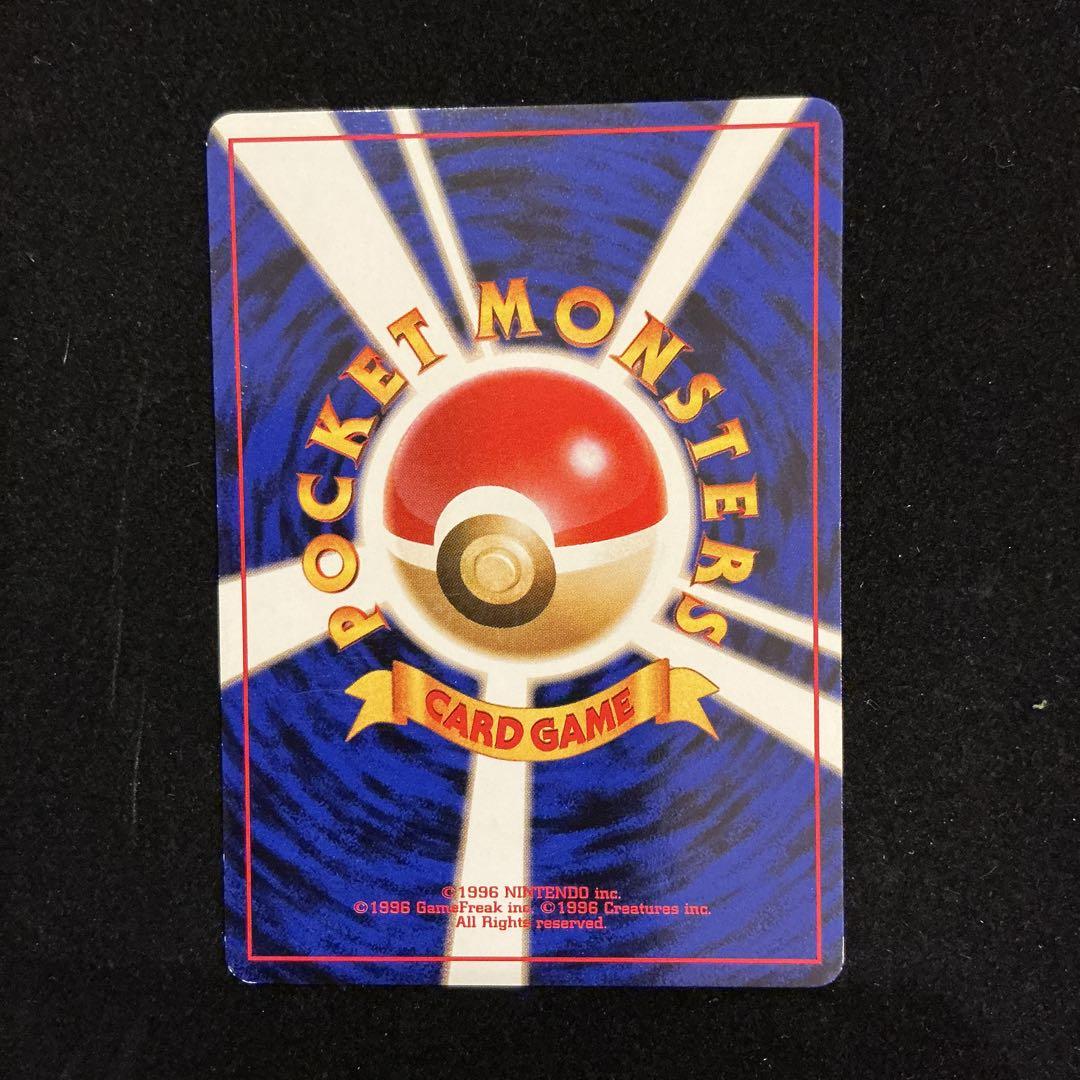 POCKET MONSTERS
CARD GAME
©1996 NINTENDO inc.
©1996 GameFreak inc. ©1996 Creatures inc.
All Rights reserved.